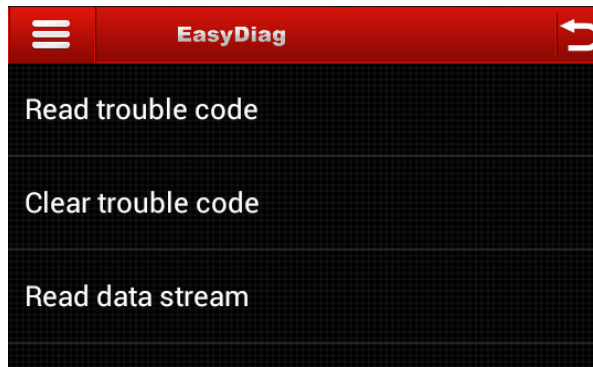 EasyDiag
Read trouble code
Clear trouble code
Read data stream